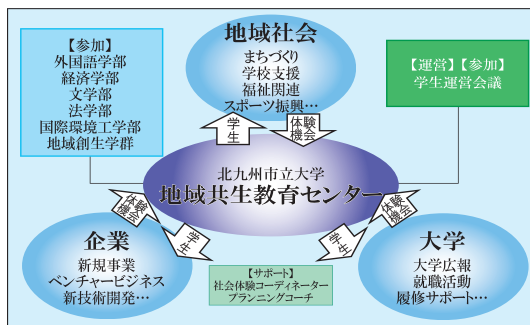 【参加】
外国語学部
経済学部
文学部
法学部
国際環境工学部
地域創生学群
地域社会
まちづくり
学校支援
福祉関連
スポーツ振興…
【運営】【参加】
学生運営会議
学生
体験
機会
北九州市立大学
地域共生教育センター
体験
機会
学生
学生
体験
機会
企業
新規事業
ベンチャービジネス
新技術開発…
【サポート】
社会体験コーディネーター
プランニングコーチ
大学
大学広報
就職活動
履修サポート…